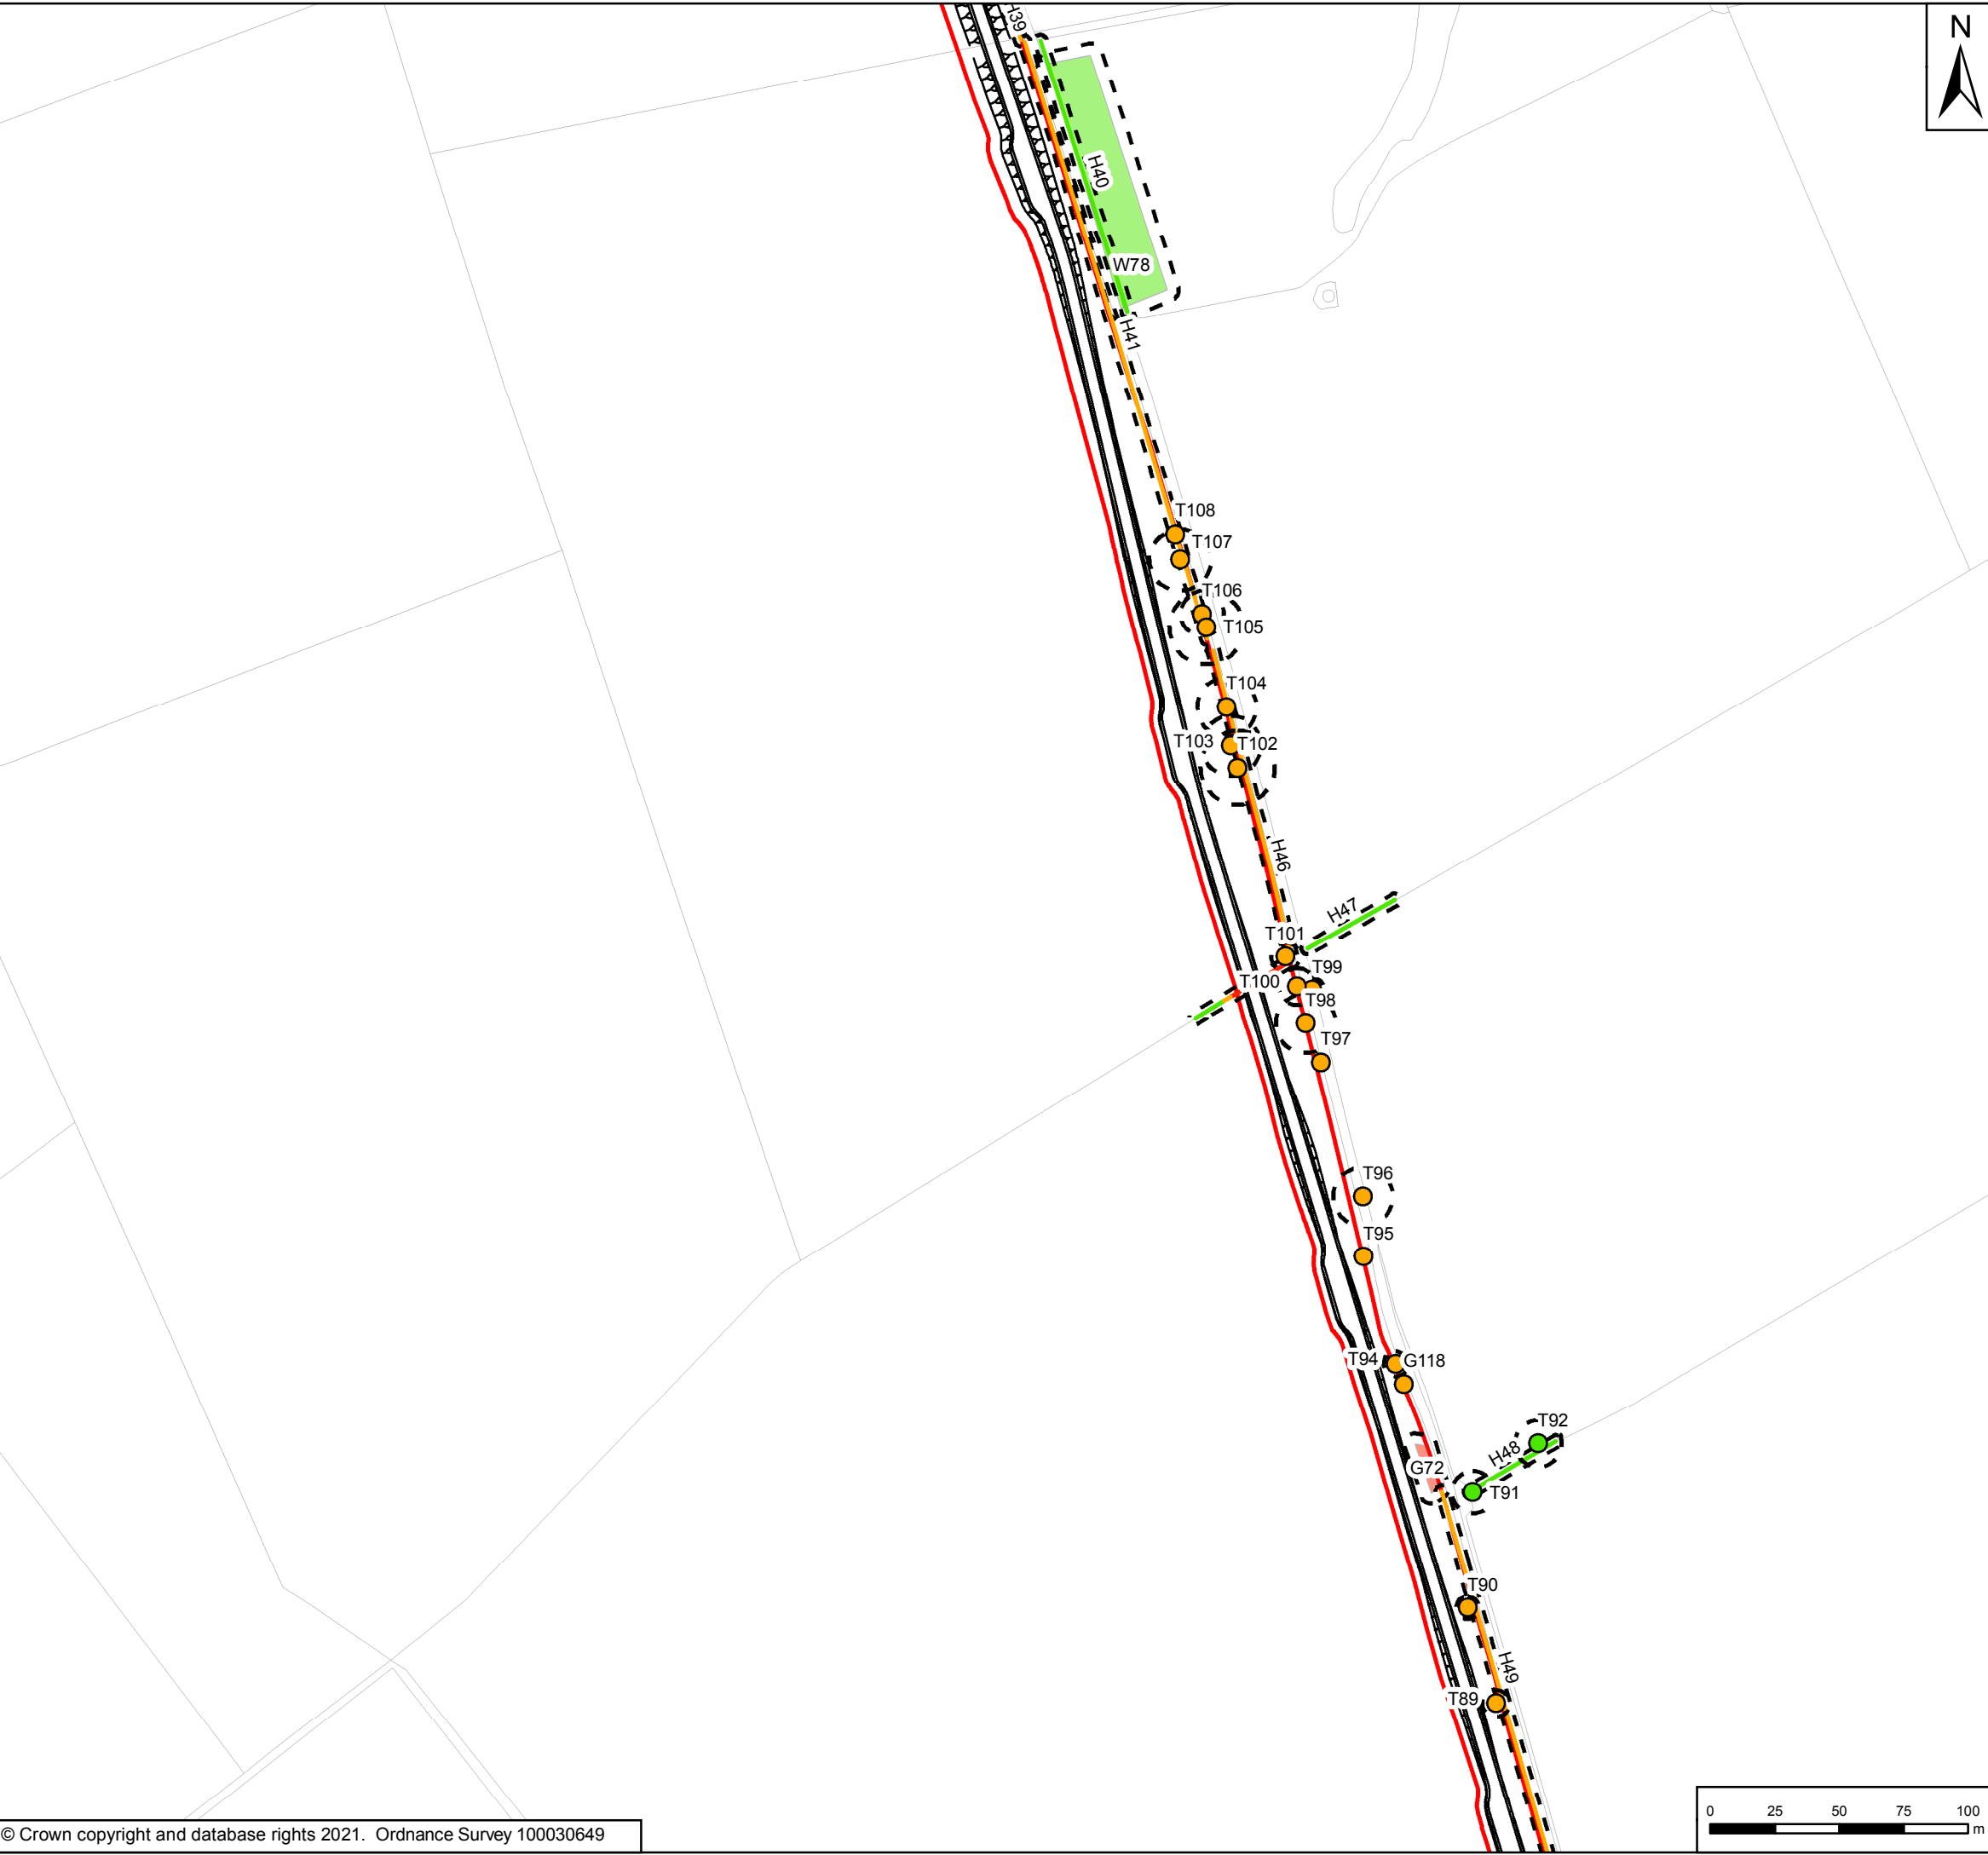 H39
N
H40
W78
H41
T108
T107
T106
T105
T104
T103
T102
H46
H47
T101
T99
T100
T98
T97
T96
T95
T94
G118
T92
H48
G72
T91
T90
H49
T89
0 25 50 75 100
m
© Crown copyright and database rights 2021. Ordnance Survey 100030649